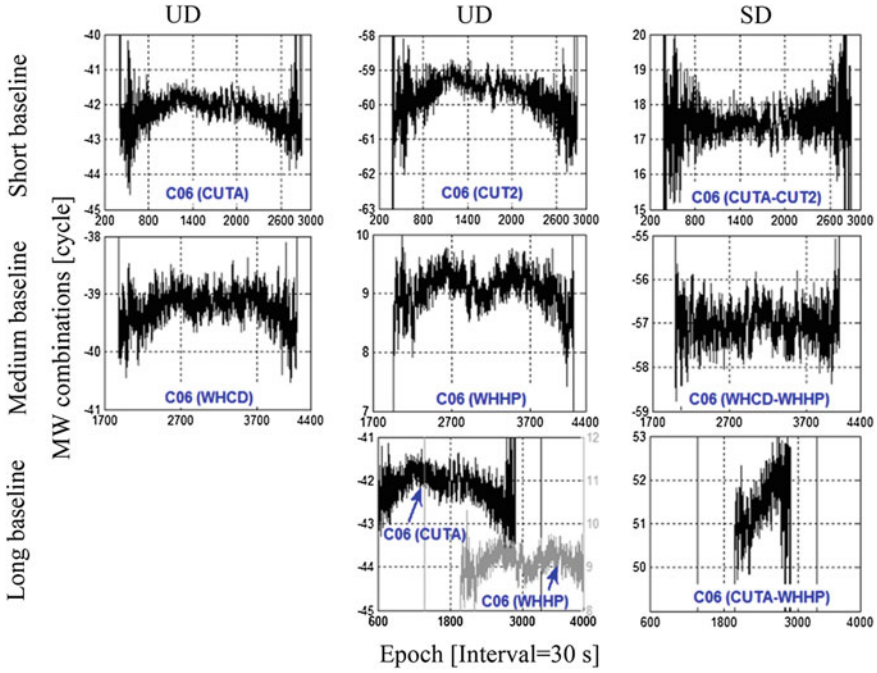 UD UD SD
Short baseline
Medium baseline
Long baseline
MW combinations [cycle]
-40
-41
-42
-43
-44
-45
C06 (CUTA)
200 800 1400 2000 2600 3000
-58
-59
-60
-61
-62
-63
C06 (CUT2)
200 800 1400 2000 2600 3000
20
19
18
17
16
15
C06 (CUTA-CUT2)
200 800 1400 2000 2600 3000
-38
-39
-40
-41
C06 (WHCD)
1700 2700 3700 4400
10
9
8
7
C06 (WHHP)
1700 2700 3700 4400
-55
-56
-57
-58
-59
C06 (WHCD-WHHP)
1700 2700 3700 4400
-41
-42
-43
-44
-45
12
11
10
9
8
C06 (CUTA)
C06 (WHHP)
600 1800 3000 4000
53
52
51
50
C06 (CUTA-WHHP)
600 1800 3000 4000
Epoch [Interval=30 s]